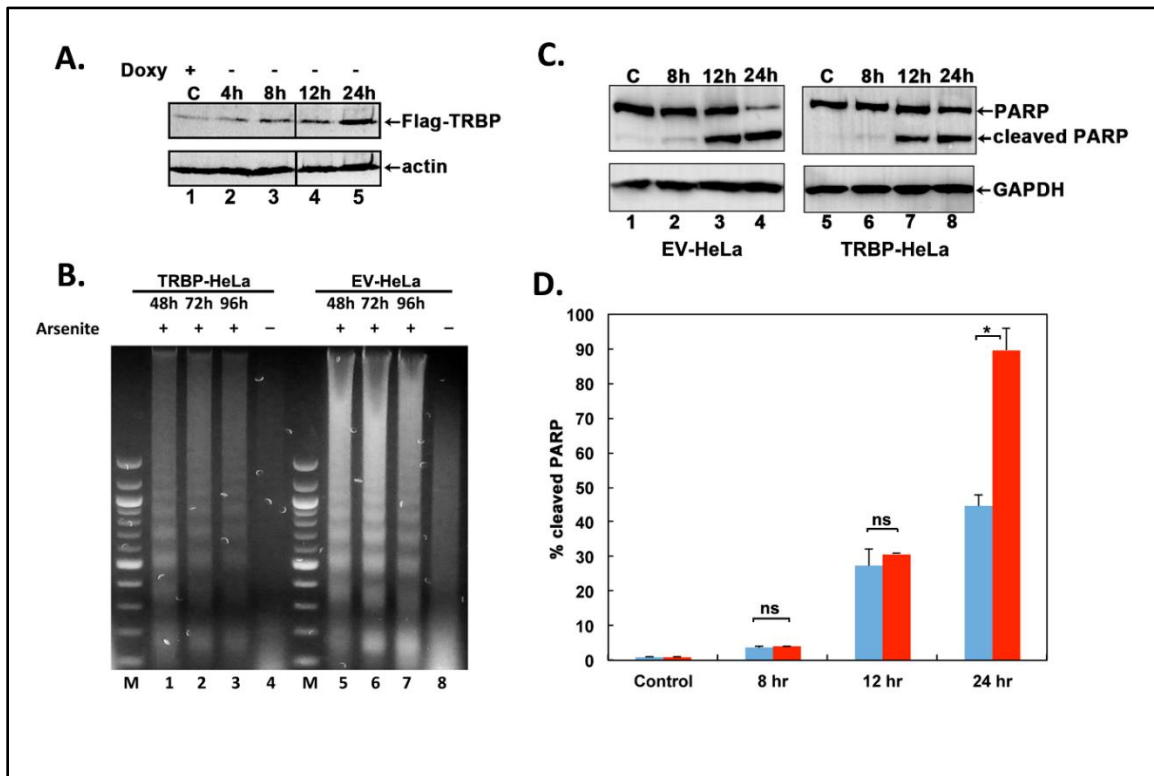 A.
Doxy + - - - -
C 4h 8h 12h 24h
←Flag-TRBP
←actin
1 2 3 4 5
B.
TRBP-HeLa EV-HeLa
48h 72h 96h 48h 72h 96h
Arsenite + + + – + + + –
M 1 2 3 4 M 5 6 7 8
C.
C 8h 12h 24h C 8h 12h 24h
←PARP
←cleaved PARP
←GAPDH
1 2 3 4 5 6 7 8
EV-HeLa TRBP-HeLa
D.
% cleaved PARP
100
90
80
70
60
50
40
30
20
10
0
ns
ns
*
Control 8 hr 12 hr 24 hr